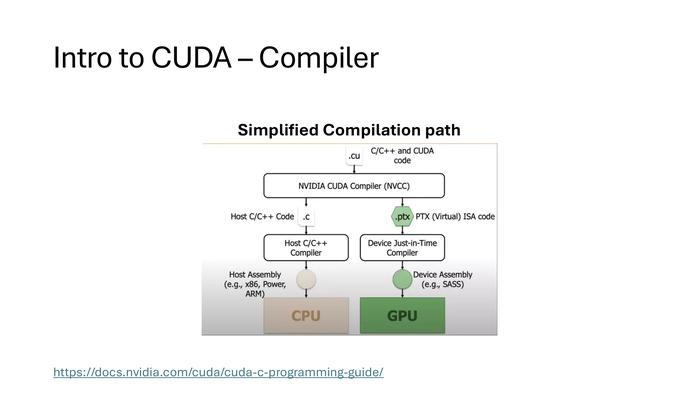 Intro to CUDA – Compiler
Simplified Compilation path
.cu
C/C++ and CUDA
code
NVIDIA CUDA Compiler (NVCC)
Host C/C++ Code
.c
.ptx
PTX (Virtual) ISA code
Host C/C++
Compiler
Device Just-in-Time
Compiler
Host Assembly
(e.g., x86, Power,
ARM)
Device Assembly
(e.g., SASS)
CPU
GPU
https://docs.nvidia.com/cuda/cuda-c-programming-guide/